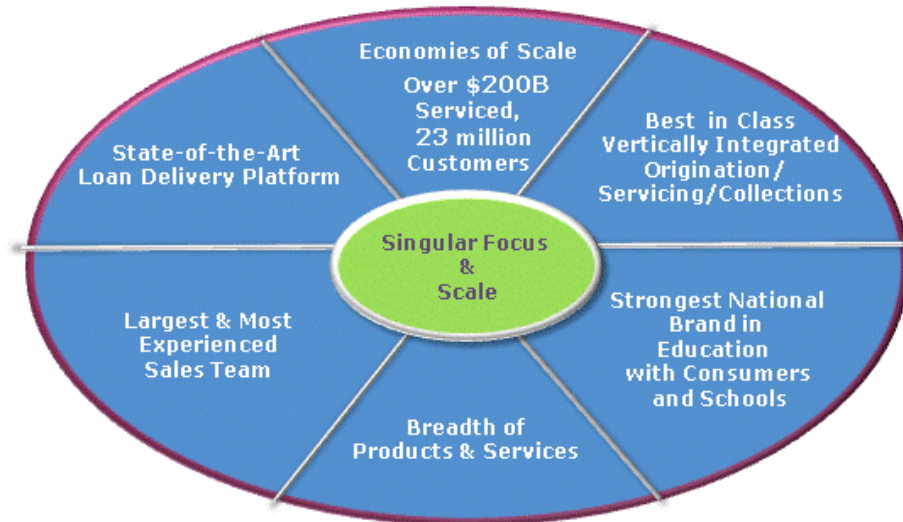 Economies of Scale
Over $200B
Serviced,
23 million
Customers
Best in Class
Vertically Integrated
Origination/
Servicing/Collections
Strongest National
Brand in
Education
with Consumers
and Schools
Breadth of
Products & Services
Largest & Most
Experienced
Sales Team
State-of-the-Art
Loan Delivery Platform
Singular Focus
&
Scale